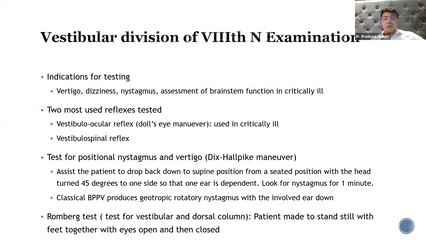 Vestibular division of VIIIth N Examination
Indications for testing
Vertigo, dizziness, nystagmus, assessment of brainstem function in critically ill
Two most used reflexes tested
Vestibulo-ocular reflex (doll's eye manuever): used in critically ill
Vestibulospinal reflex
Test for positional nystagmus and vertigo (Dix-Hallpike maneuver)
Assist the patient to drop back down to supine position from a seated position with the head
turned 45 degrees to one side so that one ear is dependent. Look for nystagmus for 1 minute.
Classical BPPV produces geotropic rotatory nystagmus with the involved ear down
Romberg test ( test for vestibular and dorsal column): Patient made to stand still with
feet together with eyes open and then closed